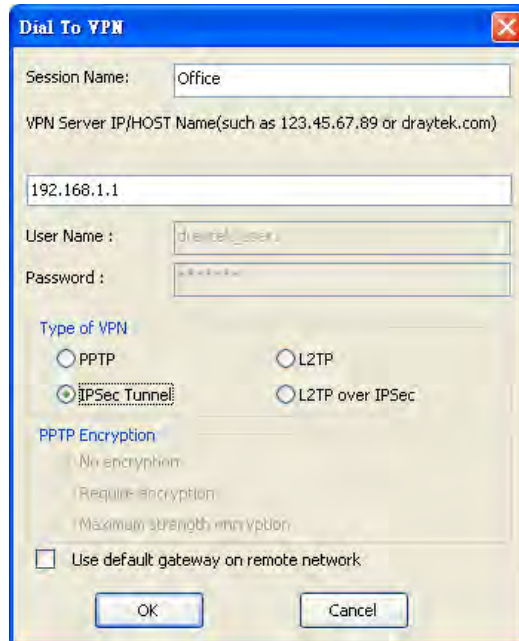 Dial To VPN
Session Name: Office
VPN Server IP/HOST Name(such as 123.45.67.89 or draytek.com)
192.168.1.1
User Name :
Password : *******
Type of VPN
PPTP L2TP
IPSec Tunnel L2TP over IPSec
PPTP Encryption
No encryption
Require encryption
Maximum strength encryption
Use default gateway on remote network
OK Cancel